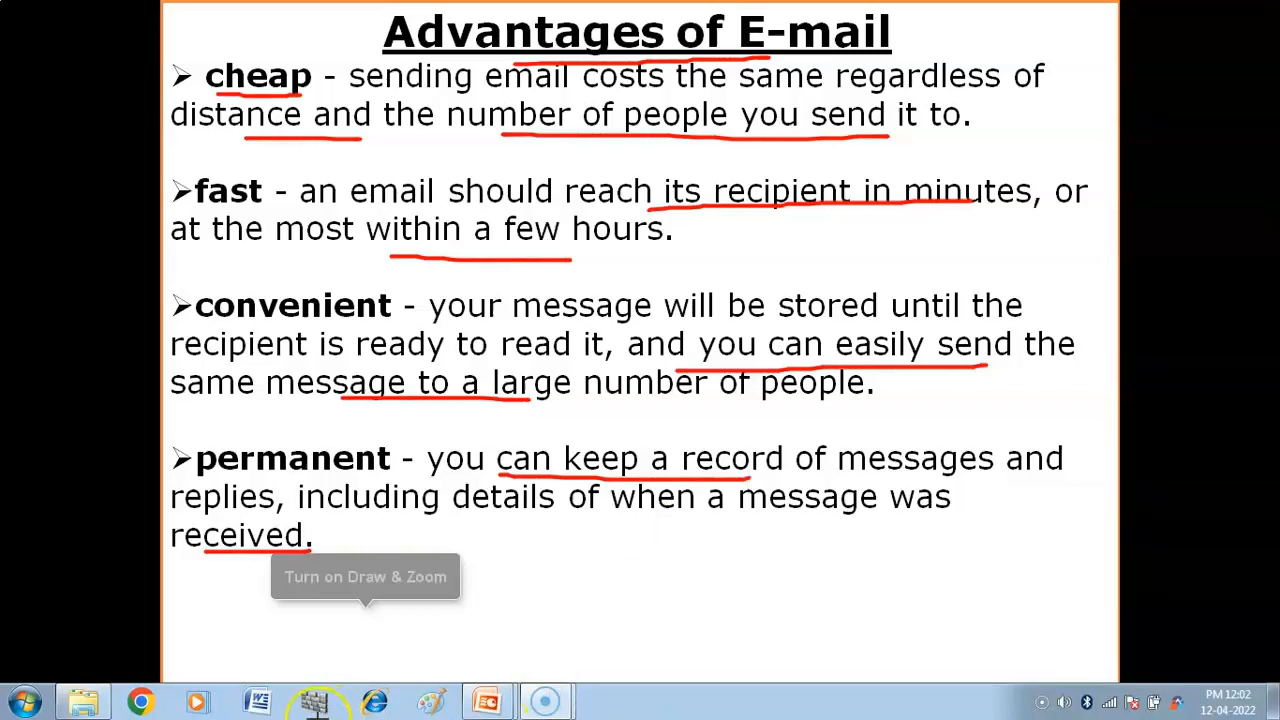 Advantages of E-mail
➢ cheap - sending email costs the same regardless of
distance and the number of people you send it to.
➢fast - an email should reach its recipient in minutes, or
at the most within a few hours.
➢convenient - your message will be stored until the
recipient is ready to read it, and you can easily send the
same message to a large number of people.
➢permanent - you can keep a record of messages and
replies, including details of when a message was
received.
Turn on Draw & Zoom
PM 12:02
12-04-2022